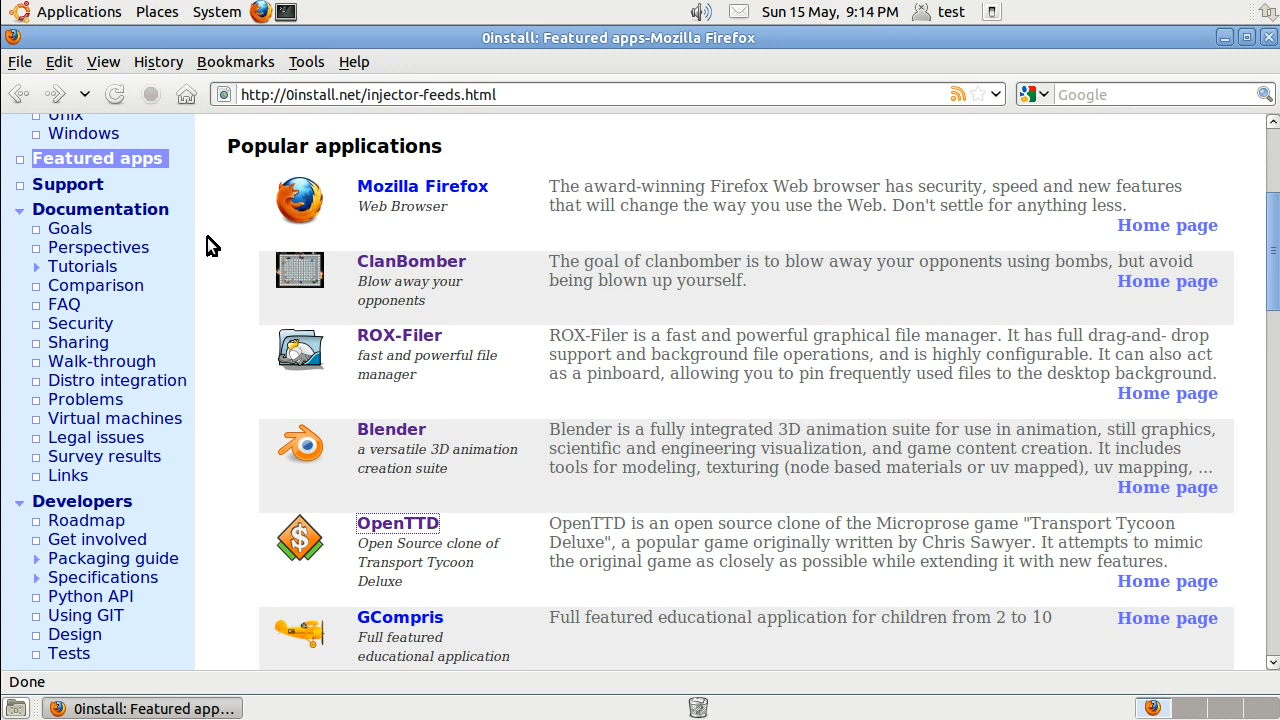 Applications Places System Sun 15 May, 9:14 PM test
0install: Featured apps-Mozilla Firefox
File Edit View History Bookmarks Tools Help
http://0install.net/injector-feeds.html Google
Unix
Windows
Featured apps
Support
Documentation
Goals
Perspectives
Tutorials
Comparison
FAQ
Security
Sharing
Walk-through
Distro integration
Problems
Virtual machines
Legal issues
Survey results
Links
Developers
Roadmap
Get involved
Packaging guide
Specifications
Python API
Using GIT
Design
Tests
Popular applications
Mozilla Firefox
Web Browser
The award-winning Firefox Web browser has security, speed and new features
that will change the way you use the Web. Don't settle for anything less.
Home page
ClanBomber
Blow away your
opponents
The goal of clanbomber is to blow away your opponents using bombs, but avoid
being blown up yourself.
Home page
ROX-Filer
fast and powerful file
manager
ROX-Filer is a fast and powerful graphical file manager. It has full drag-and- drop
support and background file operations, and is highly configurable. It can also act
as a pinboard, allowing you to pin frequently used files to the desktop background.
Home page
Blender
a versatile 3D animation
creation suite
Blender is a fully integrated 3D animation suite for use in animation, still graphics,
scientific and engineering visualization, and game content creation. It includes
tools for modeling, texturing (node based materials or uv mapped), uv mapping, ...
Home page
OpenTTD
Open Source clone of
Transport Tycoon
Deluxe
OpenTTD is an open source clone of the Microprose game "Transport Tycoon
Deluxe", a popular game originally written by Chris Sawyer. It attempts to mimic
the original game as closely as possible while extending it with new features.
Home page
GCompris
Full featured
educational application
Full featured educational application for children from 2 to 10
Home page
Done
0install: Featured app...